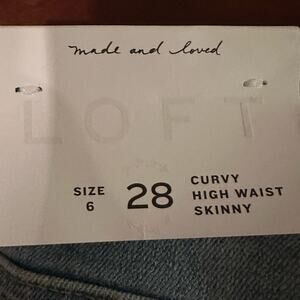 made and loved
LOFT
SIZE
6
28
CURVY
HIGH WAIST
SKINNY